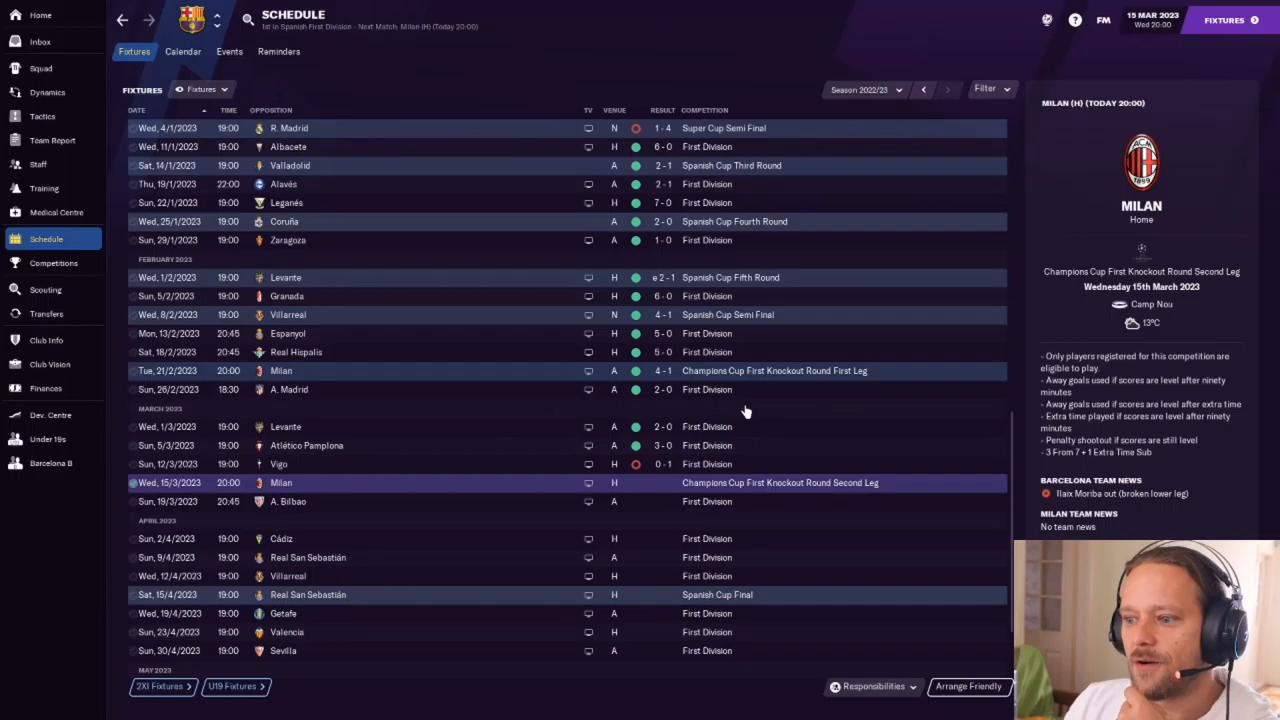 Home
Inbox
Squad
Dynamics
Tactics
Team Report
Staff
Training
Medical Centre
Schedule
Competitions
Scouting
Transfers
Club Info
Club Vision
Finances
Dev. Centre
Under 19s
Barcelona B
SCHEDULE
1st in Spanish First Division - Next Match: Milan (H) (Today 20:00)
FM
15 MAR 2023
Wed 20:00
FIXTURES
Fixtures Calendar Events Reminders
FIXTURES Fixtures Season 2022/23 Filter
DATE TIME OPPOSITION TV VENUE RESULT COMPETITION
Wed, 4/1/2023 19:00 R. Madrid N 1 - 4 Super Cup Semi Final
Wed, 11/1/2023 19:00 Albacete H 6 - 0 First Division
Sat, 14/1/2023 19:00 Valladolid A 2 - 1 Spanish Cup Third Round
Thu, 19/1/2023 22:00 Alavés A 2 - 1 First Division
Sun, 22/1/2023 19:00 Leganés H 7 - 0 First Division
Wed, 25/1/2023 19:00 Coruña A 2 - 0 Spanish Cup Fourth Round
Sun, 29/1/2023 19:00 Zaragoza A 1 - 0 First Division
FEBRUARY 2023
Wed, 1/2/2023 19:00 Levante H e 2 - 1 Spanish Cup Fifth Round
Sun, 5/2/2023 19:00 Granada H 6 - 0 First Division
Wed, 8/2/2023 19:00 Villarreal N 4 - 1 Spanish Cup Semi Final
Mon, 13/2/2023 20:45 Espanyol H 5 - 0 First Division
Sat, 18/2/2023 20:45 Real Hispalis H 5 - 0 First Division
Tue, 21/2/2023 20:00 Milan A 4 - 1 Champions Cup First Knockout Round First Leg
Sun, 26/2/2023 18:30 A. Madrid A 2 - 0 First Division
MARCH 2023
Wed, 1/3/2023 19:00 Levante A 2 - 0 First Division
Sun, 5/3/2023 19:00 Atlético Pamplona A 3 - 0 First Division
Sun, 12/3/2023 19:00 Vigo H 0 - 1 First Division
Wed, 15/3/2023 20:00 Milan H Champions Cup First Knockout Round Second Leg
Sun, 19/3/2023 20:45 A. Bilbao A First Division
APRIL 2023
Sun, 2/4/2023 19:00 Cádiz H First Division
Sun, 9/4/2023 19:00 Real San Sebastián A First Division
Wed, 12/4/2023 19:00 Villarreal H First Division
Sat, 15/4/2023 19:00 Real San Sebastián H Spanish Cup Final
Wed, 19/4/2023 19:00 Getafe A First Division
Sun, 23/4/2023 19:00 Valencia H First Division
Sun, 30/4/2023 19:00 Sevilla A First Division
MAY 2023
2XI Fixtures U19 Fixtures Responsibilities Arrange Friendly
MILAN (H) (TODAY 20:00)
ACM
1899
MILAN
Home
Champions Cup First Knockout Round Second Leg
Wednesday 15th March 2023
Camp Nou
13°C
- Only players registered for this competition are
eligible to play.
- Away goals used if scores are level after ninety
minutes
- Away goals used if scores are level after extra time
- Extra time played if scores are level after ninety
minutes
- Penalty shootout if scores are still level
- 3 From 7 + 1 Extra Time Sub
BARCELONA TEAM NEWS
Ilaix Moriba out (broken lower leg)
MILAN TEAM NEWS
No team news